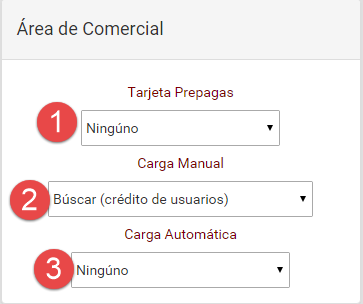 Área de Comercial
Tarjeta Prepagas
1 Ningúno
Carga Manual
2 Búscar (crédito de usuarios)
Carga Automática
3 Ningúno